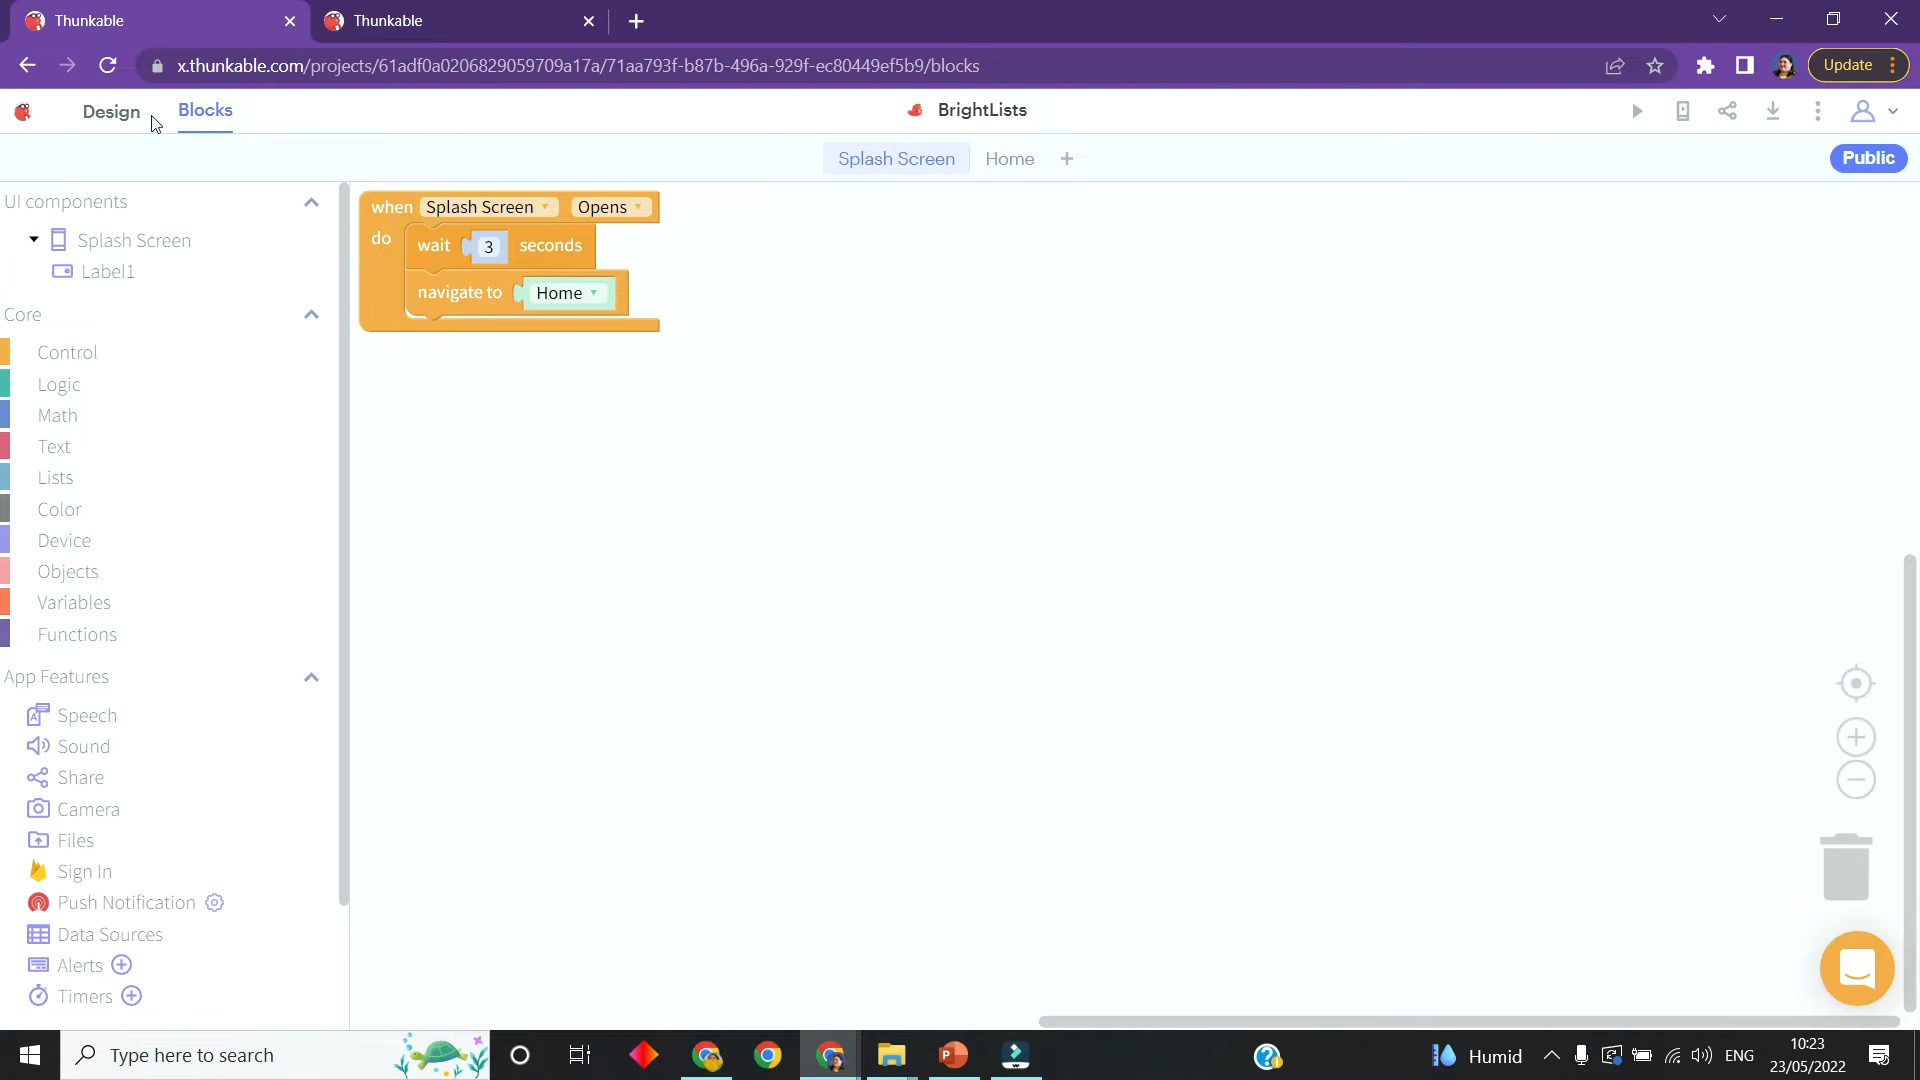 Thunkable
Thunkable
x.thunkable.com/projects/61adf0a0206829059709a17a/71aa793f-b87b-496a-929f-ec80449ef5b9/blocks
Update
Design
Blocks
BrightLists
Splash Screen
Home
Public
UI components
Splash Screen
Label1
Core
Control
Logic
Math
Text
Lists
Color
Device
Objects
Variables
Functions
App Features
Speech
Sound
Share
Camera
Files
Sign In
Push Notification
Data Sources
Alerts
Timers
when Splash Screen Opens
do wait 3 seconds
navigate to Home
Type here to search
Humid
ENG
10:23
23/05/2022